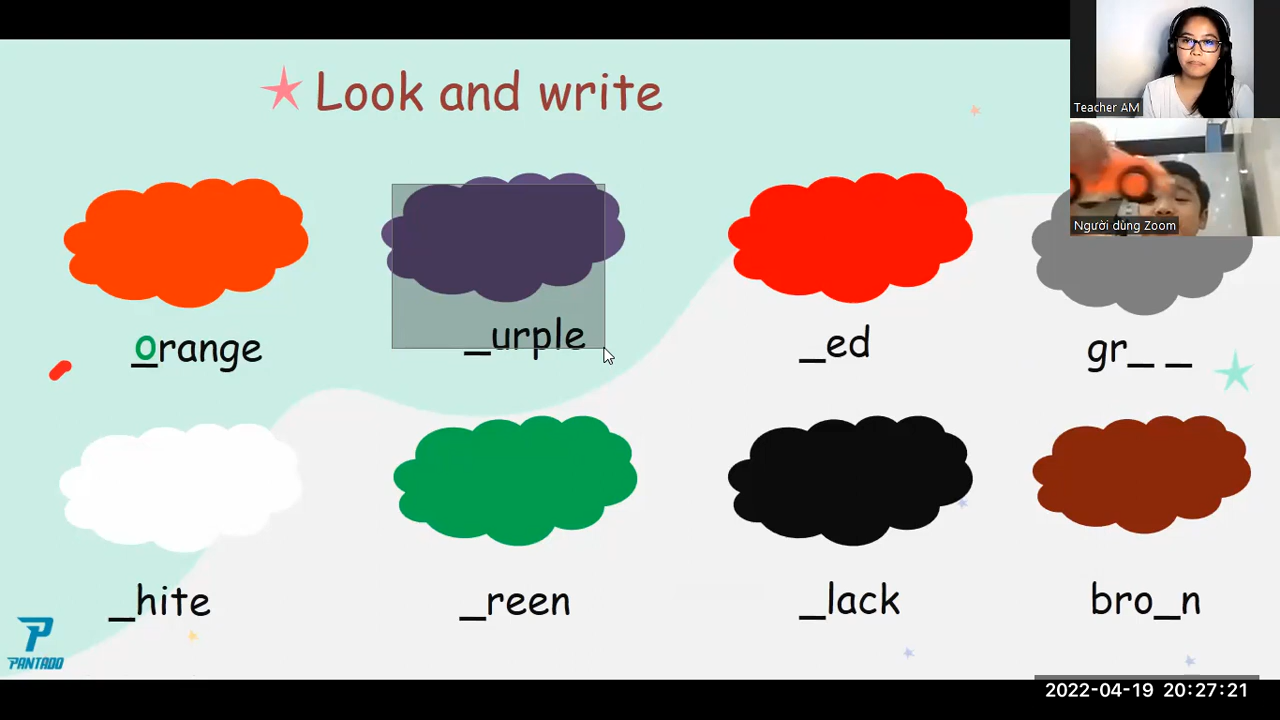 Look and write
Teacher AM
Người dùng Zoom
orange
_urple
_ed
gr_ _
_hite
_reen
_lack
bro_n
PANTADO
2022-04-19 20:27:21